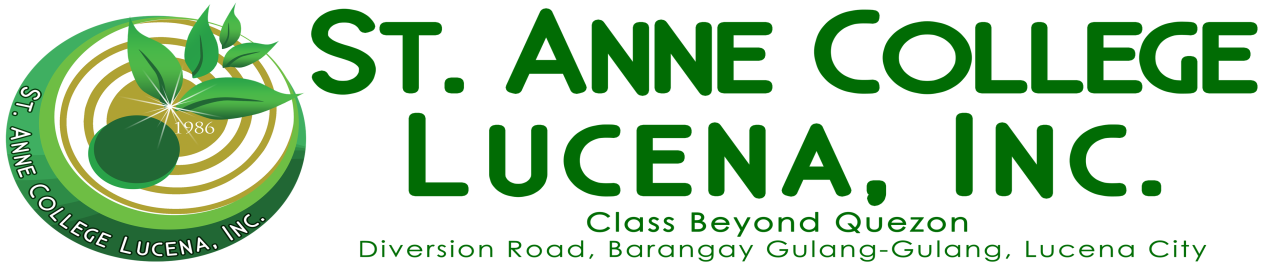 1986
ST. ANNE COLLEGE LUCENA, INC.
ST. ANNE COLLEGE
LUCENA, INC.
Class Beyond Quezon
Diversion Road, Barangay Gulang-Gulang, Lucena City